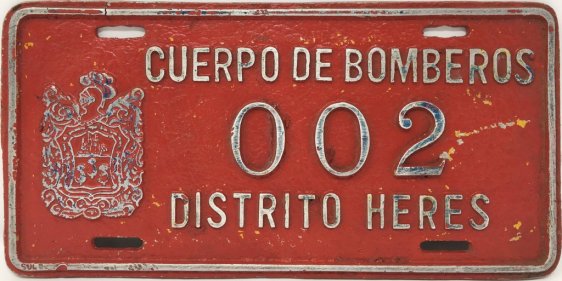 CUERPO DE BOMBEROS
002
DISTRITO HERES